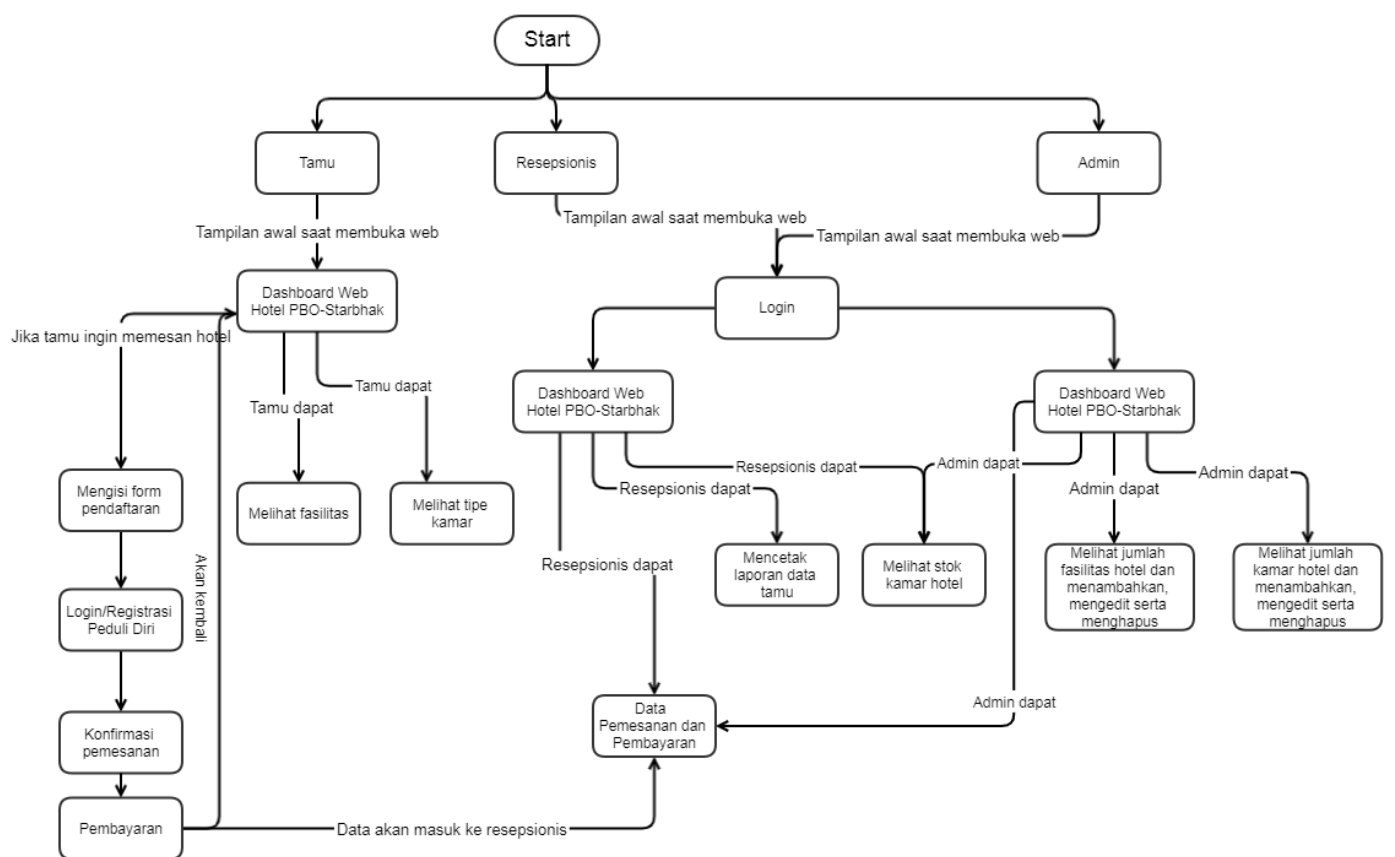 Start
Tamu
Resepsionis
Admin
Tampilan awal saat membuka web
Tampilan awal saat membuka web
Tampilan awal saat membuka web
Dashboard Web
Hotel PBO-Starbhak
Login
Jika tamu ingin memesan hotel
Tamu dapat
Tamu dapat
Dashboard Web
Hotel PBO-Starbhak
Dashboard Web
Hotel PBO-Starbhak
Resepsionis dapat
Admin dapat
Admin dapat
Resepsionis dapat
Admin dapat
Mengisi form
pendaftaran
Melihat fasilitas
Melihat tipe
kamar
Resepsionis dapat
Mencetak
laporan data
tamu
Melihat stok
kamar hotel
Melihat jumlah
fasilitas hotel dan
menambahkan,
mengedit serta
menghapus
Melihat jumlah
kamar hotel dan
menambahkan,
mengedit serta
menghapus
Akan kembali
Login/Registrasi
Peduli Diri
Admin dapat
Data
Pemesanan dan
Pembayaran
Konfirmasi
pemesanan
Pembayaran
Data akan masuk ke resepsionis